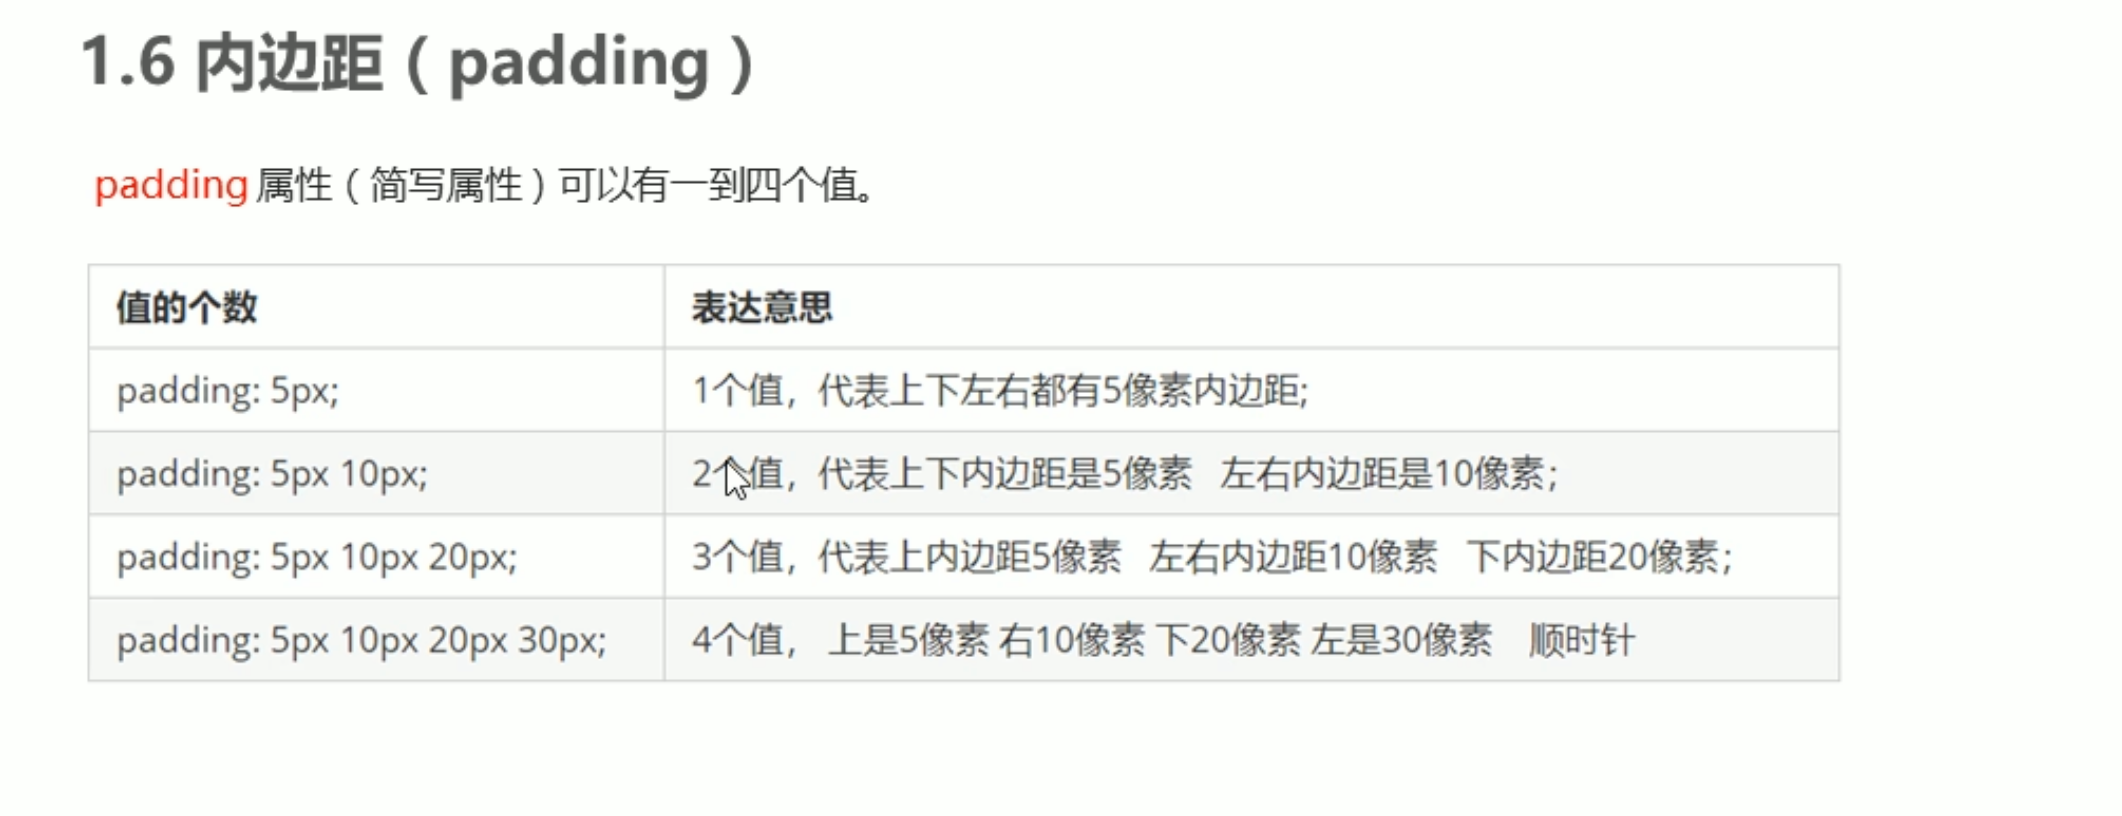 1.6 内边距（padding）
padding 属性（简写属性）可以有一到四个值。
值的个数 表达意思
padding: 5px; 1个值，代表上下左右都有5像素内边距;
padding: 5px 10px; 2个值，代表上下内边距是5像素 左右内边距是10像素；
padding: 5px 10px 20px; 3个值，代表上内边距5像素 左右内边距10像素 下内边距20像素；
padding: 5px 10px 20px 30px; 4个值， 上是5像素 右10像素 下20像素 左是30像素 顺时针